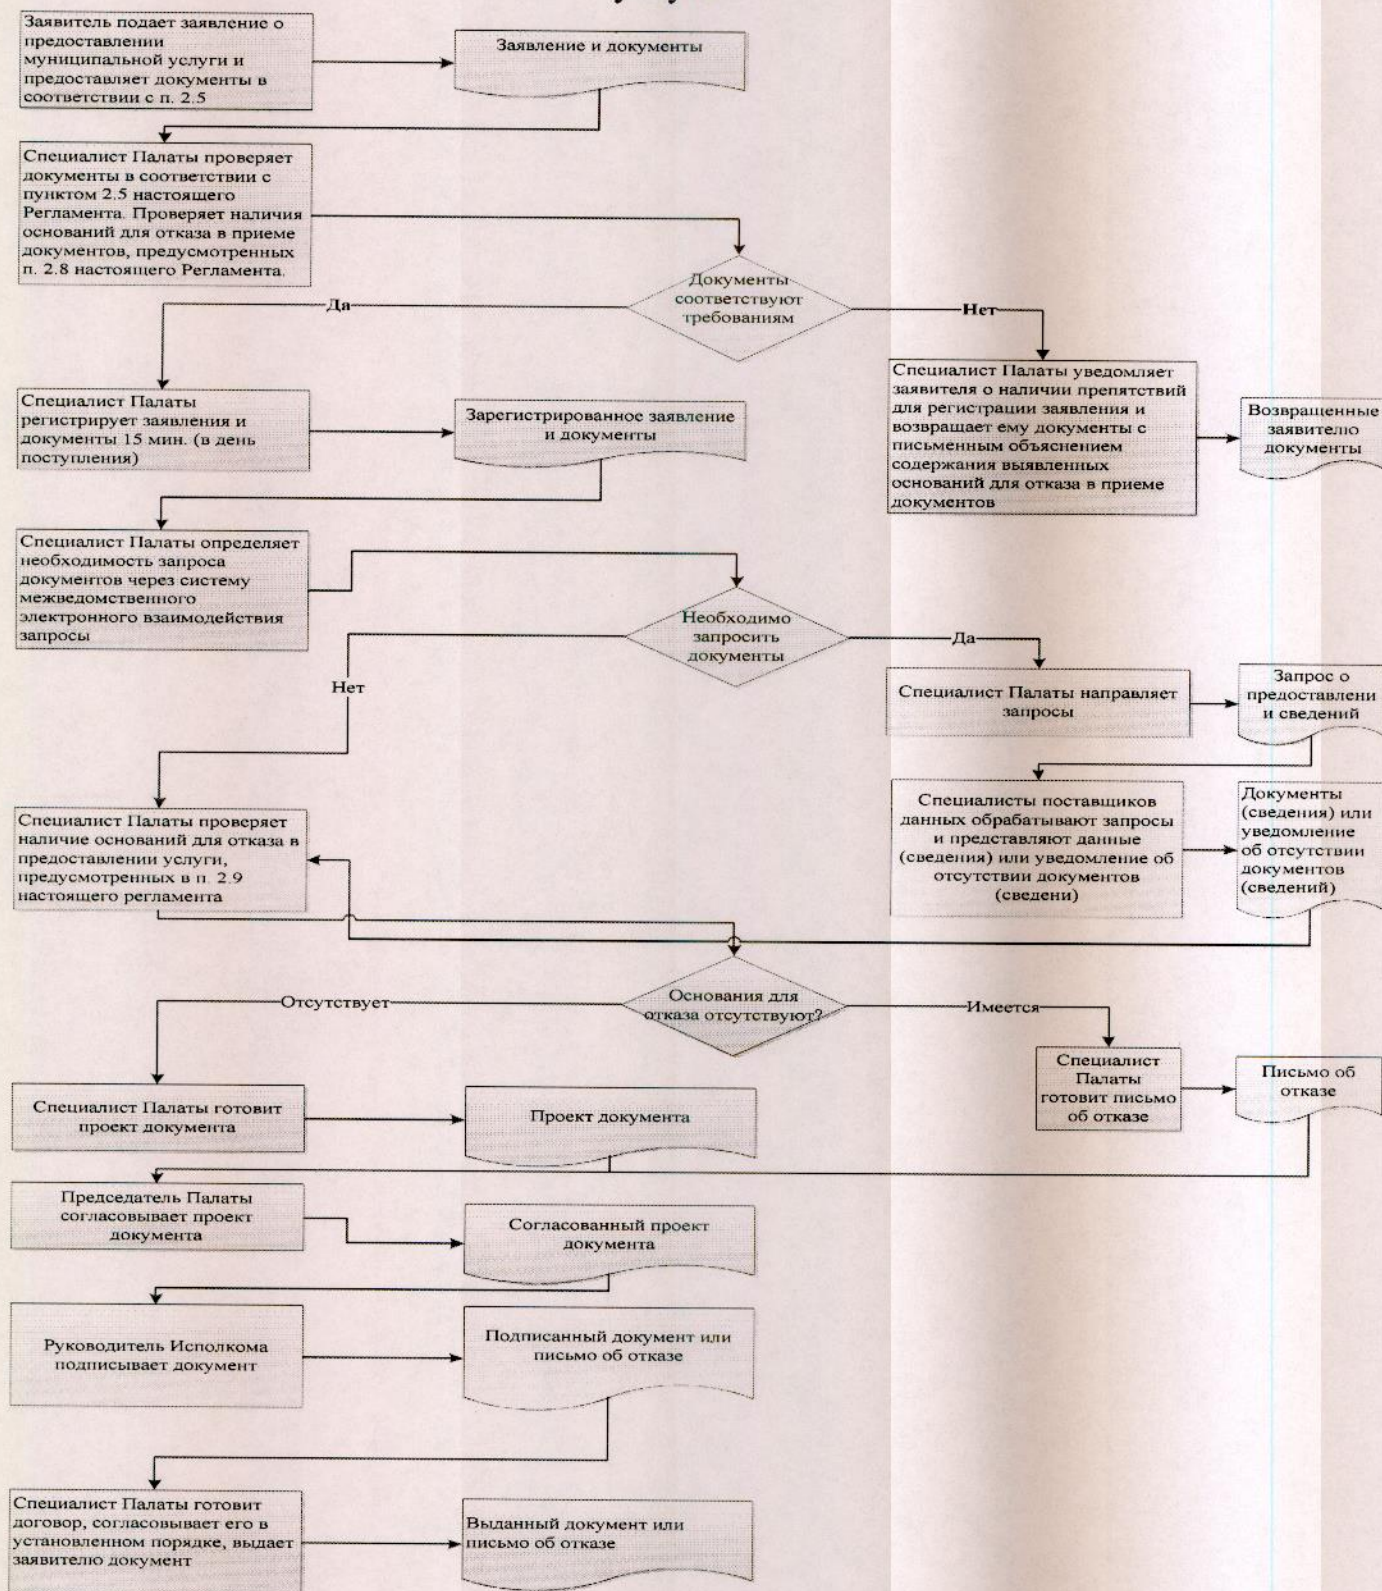 Заявитель подает заявление о
предоставлении
муниципальной услуги и
предоставляет документы в
соответствии с п. 2.5
Заявление и документы
Специалист Палаты проверяет
документы в соответствии с
пунктом 2.5 настоящего
Регламента. Проверяет наличия
оснований для отказа в приеме
документов, предусмотренных
п. 2.8 настоящего Регламента.
Документы
соответствуют
требованиям
Да
Нет
Специалист Палаты
регистрирует заявления и
документы 15 мин. (в день
поступления)
Зарегистрированное заявление
и документы
Специалист Палаты уведомляет
заявителя о наличии препятствий
для регистрации заявления и
возвращает ему документы с
письменным объяснением
содержания выявленных
оснований для отказа в приеме
документов
Возвращенные
заявителю
документы
Специалист Палаты определяет
необходимость запроса
документов через систему
межведомственного
электронного взаимодействия
запросы
Необходимо
запросить
документы
Да
Нет
Специалист Палаты направляет
запросы
Запрос о
предоставлени
и сведений
Специалисты поставщиков
данных обрабатывают запросы
и представляют данные
(сведения) или уведомление об
отсутствии документов
(сведени)
Документы
(сведения) или
уведомление
об отсутствии
документов
(сведений)
Специалист Палаты проверяет
наличие оснований для отказа в
предоставлении услуги,
предусмотренных в п. 2.9
настоящего регламента
Основания для
отказа отсутствуют?
Отсутствует
Имеется
Специалист
Палаты
готовит письмо
об отказе
Письмо об
отказе
Специалист Палаты готовит
проект документа
Проект документа
Председатель Палаты
согласовывает проект
документа
Согласованный проект
документа
Руководитель Исполкома
подписывает документ
Подписанный документ или
письмо об отказе
Специалист Палаты готовит
договор, согласовывает его в
установленном порядке, выдает
заявителю документ
Выданный документ или
письмо об отказе